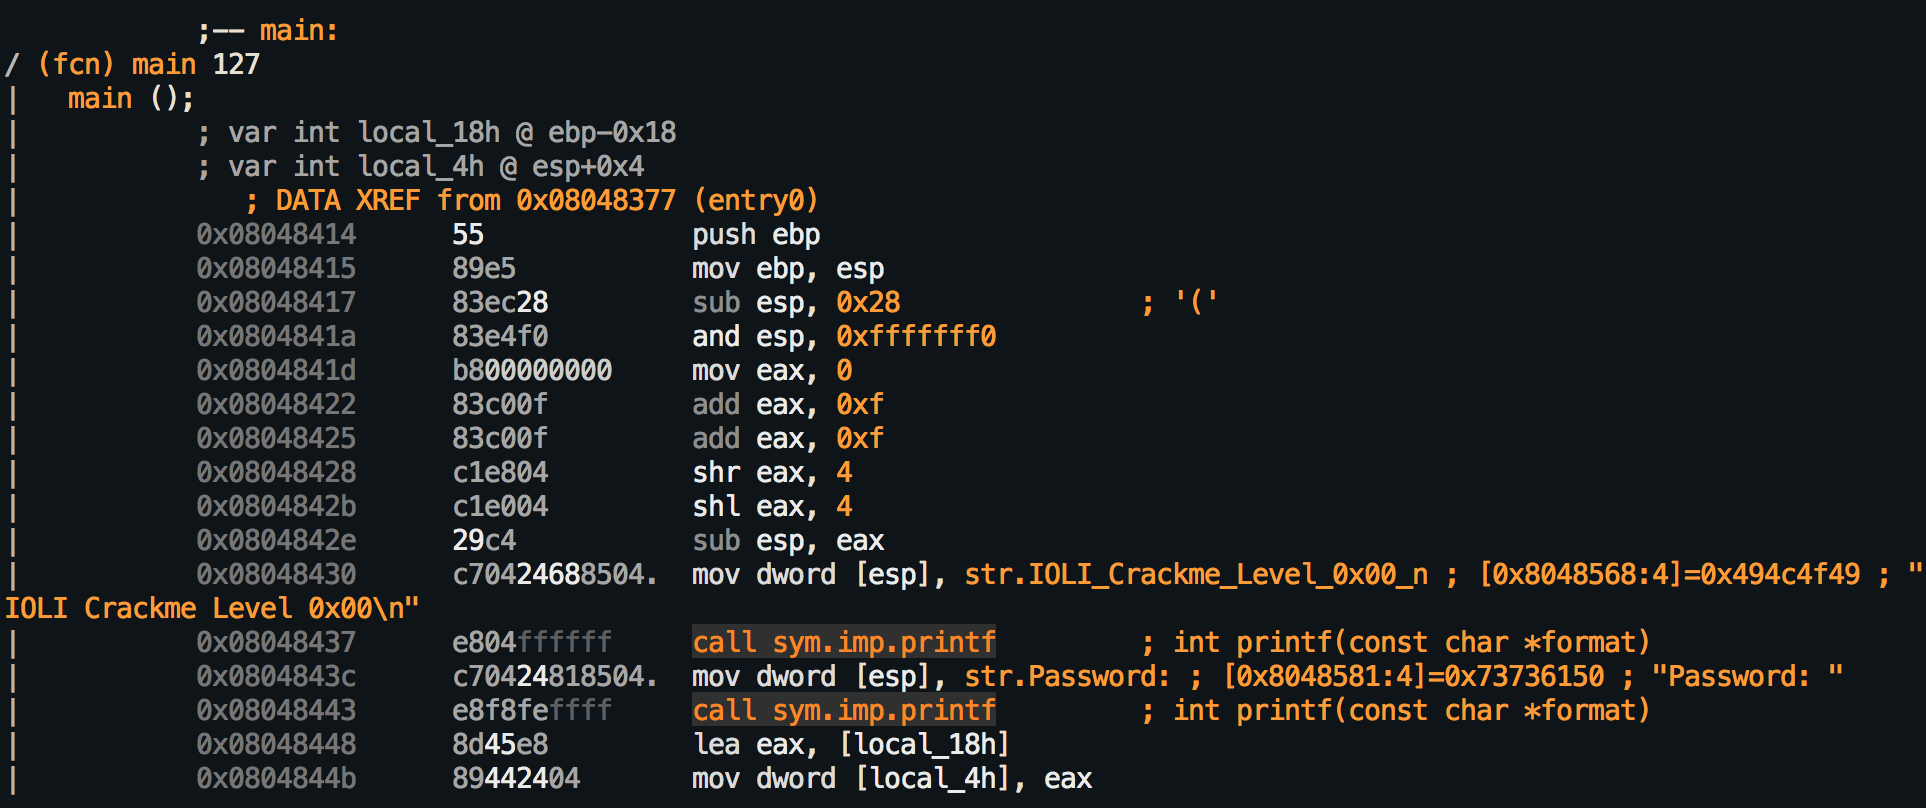 ;-- main:
/ (fcn) main 127
|   main ();
|           ; var int local_18h @ ebp-0x18
|           ; var int local_4h @ esp+0x4
|              ; DATA XREF from 0x08048377 (entry0)
|           0x08048414      55             push ebp
|           0x08048415      89e5           mov ebp, esp
|           0x08048417      83ec28         sub esp, 0x28               ; '('
|           0x0804841a      83e4f0         and esp, 0xfffffff0
|           0x0804841d      b800000000     mov eax, 0
|           0x08048422      83c00f         add eax, 0xf
|           0x08048425      83c00f         add eax, 0xf
|           0x08048428      c1e804         shr eax, 4
|           0x0804842b      c1e004         shl eax, 4
|           0x0804842e      29c4           sub esp, eax
|           0x08048430      c70424688504.  mov dword [esp], str.IOLI_Crackme_Level_0x00_n ; [0x8048568:4]=0x494c4f49 ; "
IOLI Crackme Level 0x00\n"
|           0x08048437      e804ffffff     call sym.imp.printf         ; int printf(const char *format)
|           0x0804843c      c70424818504.  mov dword [esp], str.Password: ; [0x8048581:4]=0x73736150 ; "Password: "
|           0x08048443      e8f8feffff     call sym.imp.printf         ; int printf(const char *format)
|           0x08048448      8d45e8         lea eax, [local_18h]
|           0x0804844b      89442404       mov dword [local_4h], eax